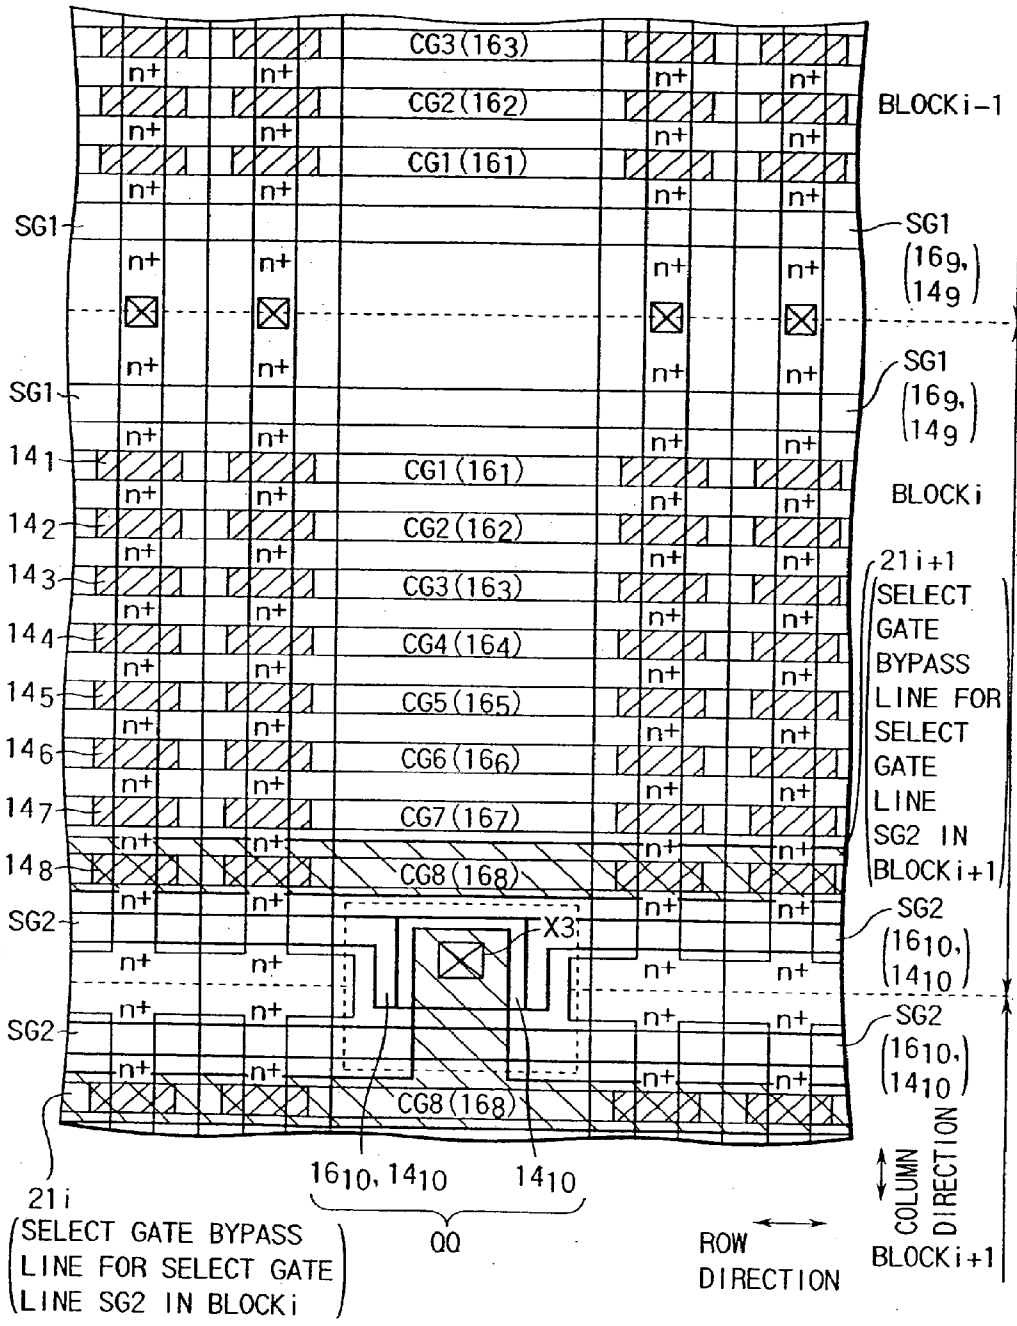 CG3(163)
n+ n+ n+ n+
CG2(162)
BLOCKi-1
n+ n+ n+ n+
CG1(161)
n+ n+ n+ n+
SG1
SG1
(169,
149)
n+ n+ n+ n+
n+ n+ n+ n+
SG1
SG1
(169,
149)
n+ n+ n+ n+
141
CG1(161)
n+ n+ n+ n+
BLOCKi
142
CG2(162)
n+ n+ n+ n+
143
CG3(163)
n+ n+ n+ n+
144
CG4(164)
n+ n+ n+ n+
145
CG5(165)
n+ n+ n+ n+
146
CG6(166)
n+ n+ n+ n+
147
CG7(167)
n+ n+ n+ n+
148
CG8(168)
n+ n+ n+ n+
21i+1
(SELECT
GATE
BYPASS
LINE FOR
SELECT
GATE
LINE
SG2 IN
BLOCKi+1)
SG2
X3
SG2
(1610,
1410)
n+ n+ n+ n+
n+ n+ n+ n+
SG2
SG2
(1610,
1410)
n+ n+ n+ n+
CG8(168)
1610, 1410
1410
QQ
21i
(SELECT GATE BYPASS
LINE FOR SELECT GATE
LINE SG2 IN BLOCKi)
ROW
DIRECTION
COLUMN
DIRECTION
BLOCKi+1